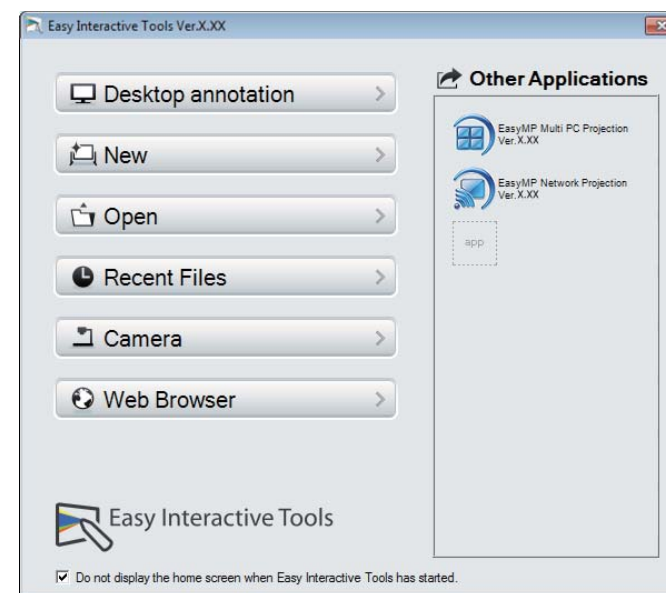 Easy Interactive Tools Ver.X.XX
Desktop annotation
New
Open
Recent Files
Camera
Web Browser
Other Applications
EasyMP Multi PC Projection
Ver.X.XX
EasyMP Network Projection
Ver.X.XX
app
Easy Interactive Tools
Do not display the home screen when Easy Interactive Tools has started.